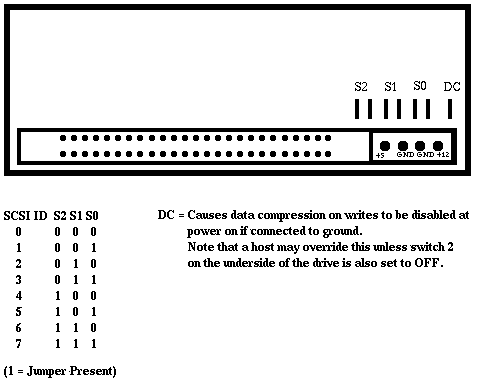 S2 S1 S0 DC
+5 GND GND +12
SCSI ID S2 S1 S0
0 0 0 0
1 0 0 1
2 0 1 0
3 0 1 1
4 1 0 0
5 1 0 1
6 1 1 0
7 1 1 1
(1 = Jumper Present)
DC = Causes data compression on writes to be disabled at
power on if connected to ground.
Note that a host may override this unless switch 2
on the underside of the drive is also set to OFF.